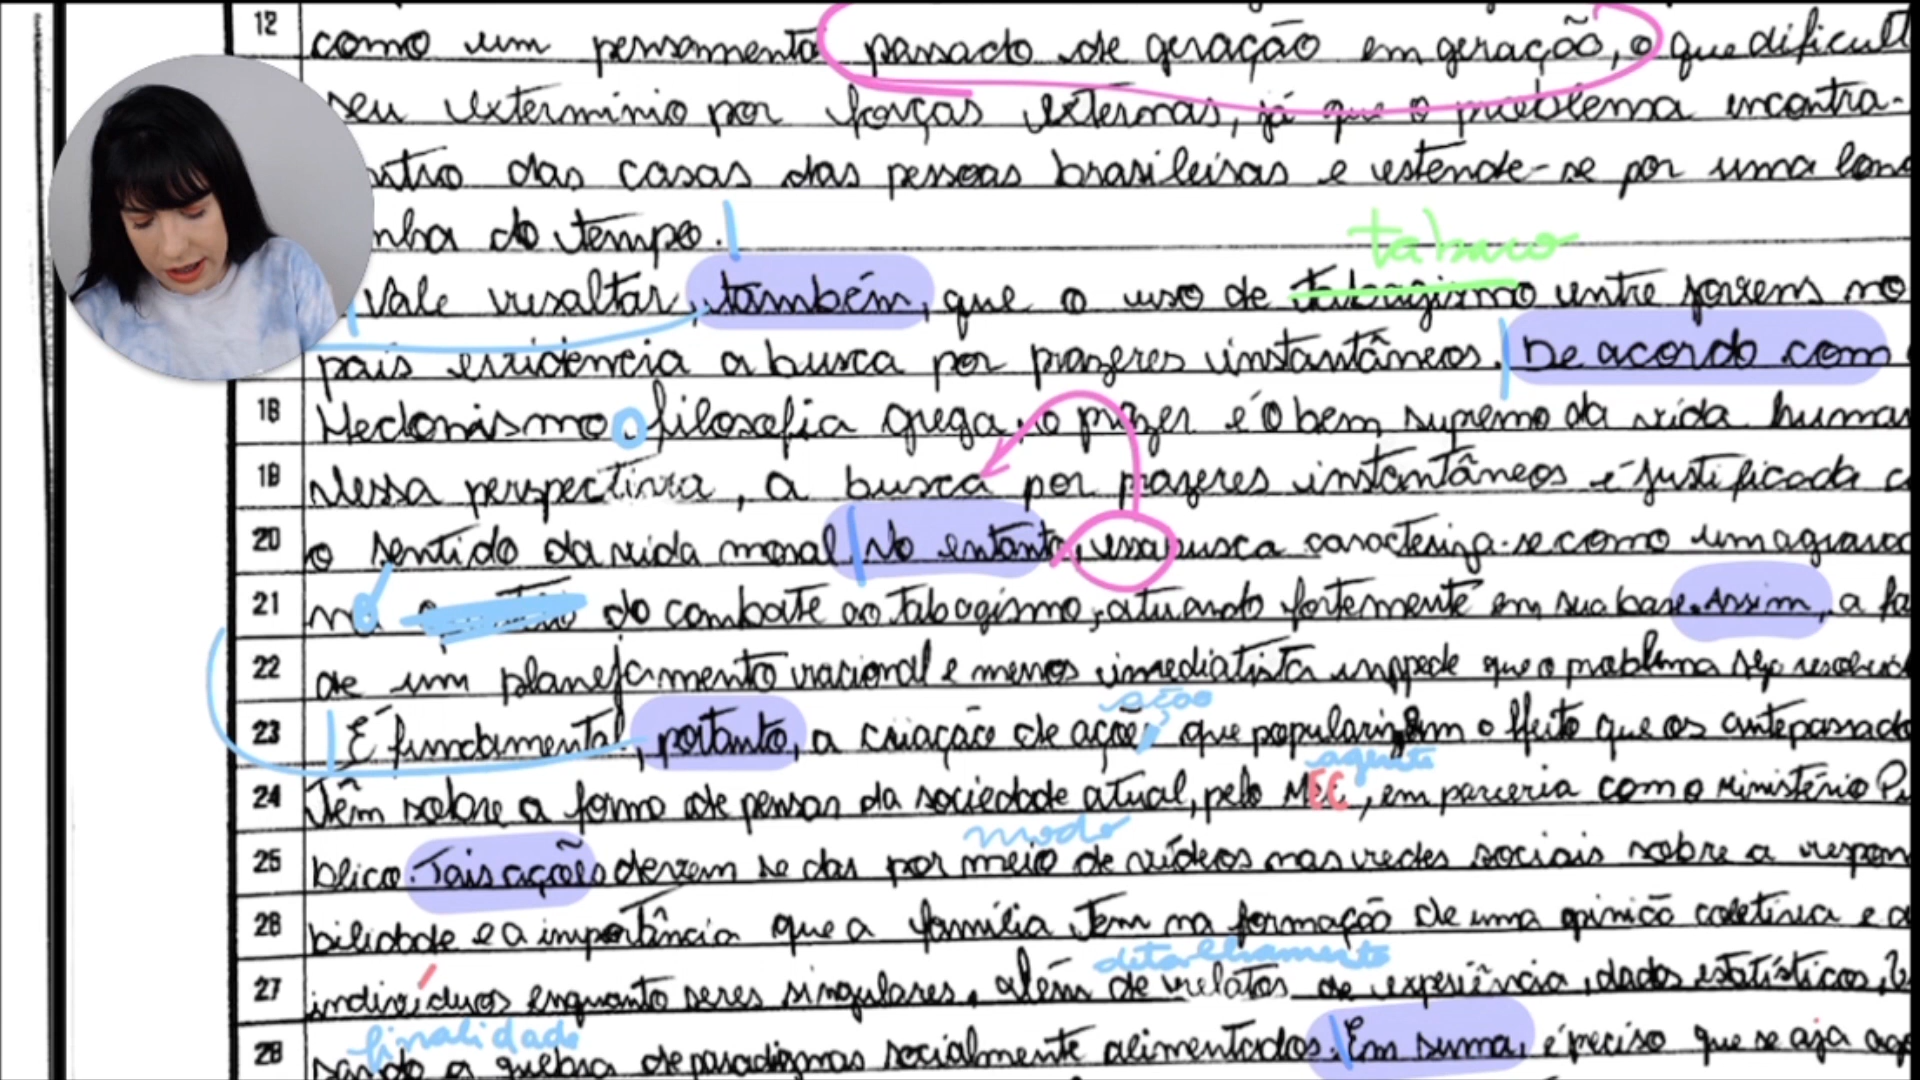 12 como um pensamento passado de geração em geração, o que dificult
seu extermínio por forças externas, já que o problema encontra-
ntro das casas das pessoas brasileiras e estende-se por uma lon
nha do tempo.
tabaco
Vale resaltar, também, que o uso de tabagismo entre jovens no
país evidencia a busca por prazeres instantâneos. De acordo com
18 Hedonismo, filosofia grega, o prazer é o bem supremo da vida human
19 Nessa perspectiva, a busca por prazeres instantâneos é justificada c
20 o sentido da vida moral. No entanto, essa busca caracteriza-se como um agrava
21 no do combate ao tabagismo, atuando fortemente em sua base. Assim, a fa
22 de um planejamento racional e menos imediatista impede que o problema seja resolvid
ação
23 É fundamental, portanto, a criação de ações que popularizem o efeito que os antepassado
agente
24 têm sobre a forma de pensar da sociedade atual, pelo MEC, em parceria com o Ministério Pú
modo
25 blico. Tais ações devem se dar por meio de vídeos nas redes sociais sobre a respon
26 bilidade e a importância que a família tem na formação de uma opinião coletiva e d
detalhamento
27 indivíduos enquanto seres singulares, além de relatos de experiência, dados estatísticos,
finalidade
28 sando a quebra de paradigmas socialmente alimentados. Em suma, é preciso que se aja